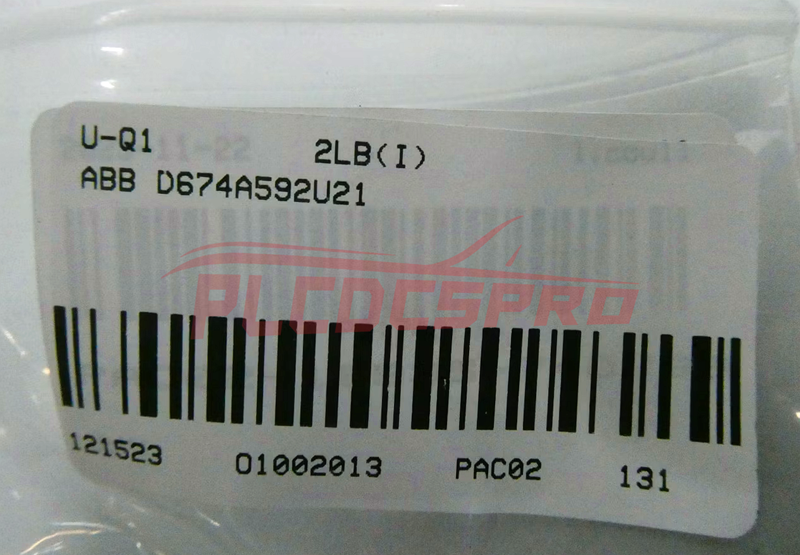 U-Q1 2LB(I)
ABB D674A592U21
PLCDCSPRO
121523 01002013 PAC02 131